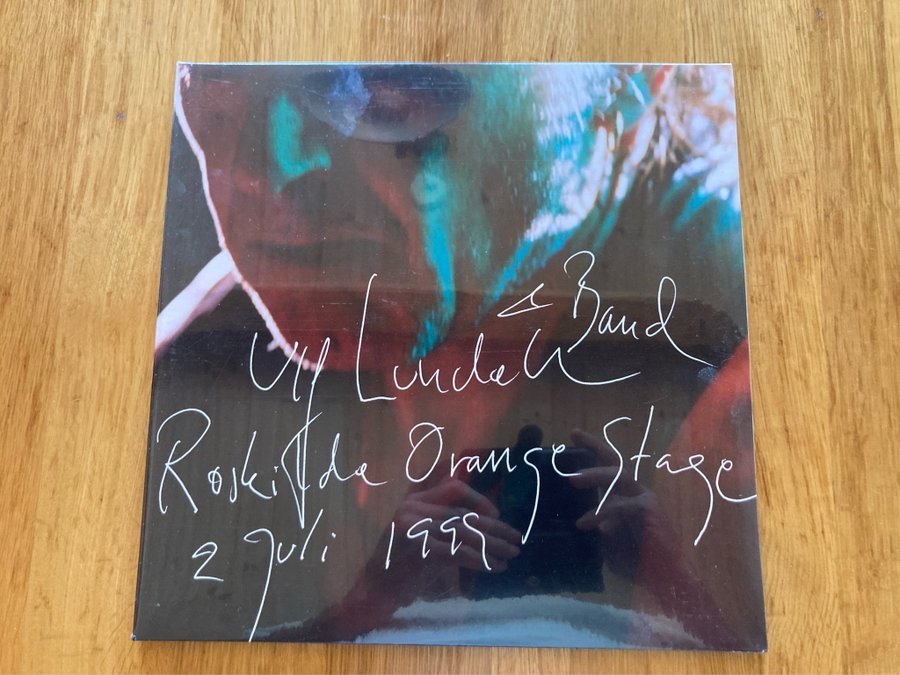 Ulf Lundell & Band
Roskilde Orange Stage
2 Juli 1999